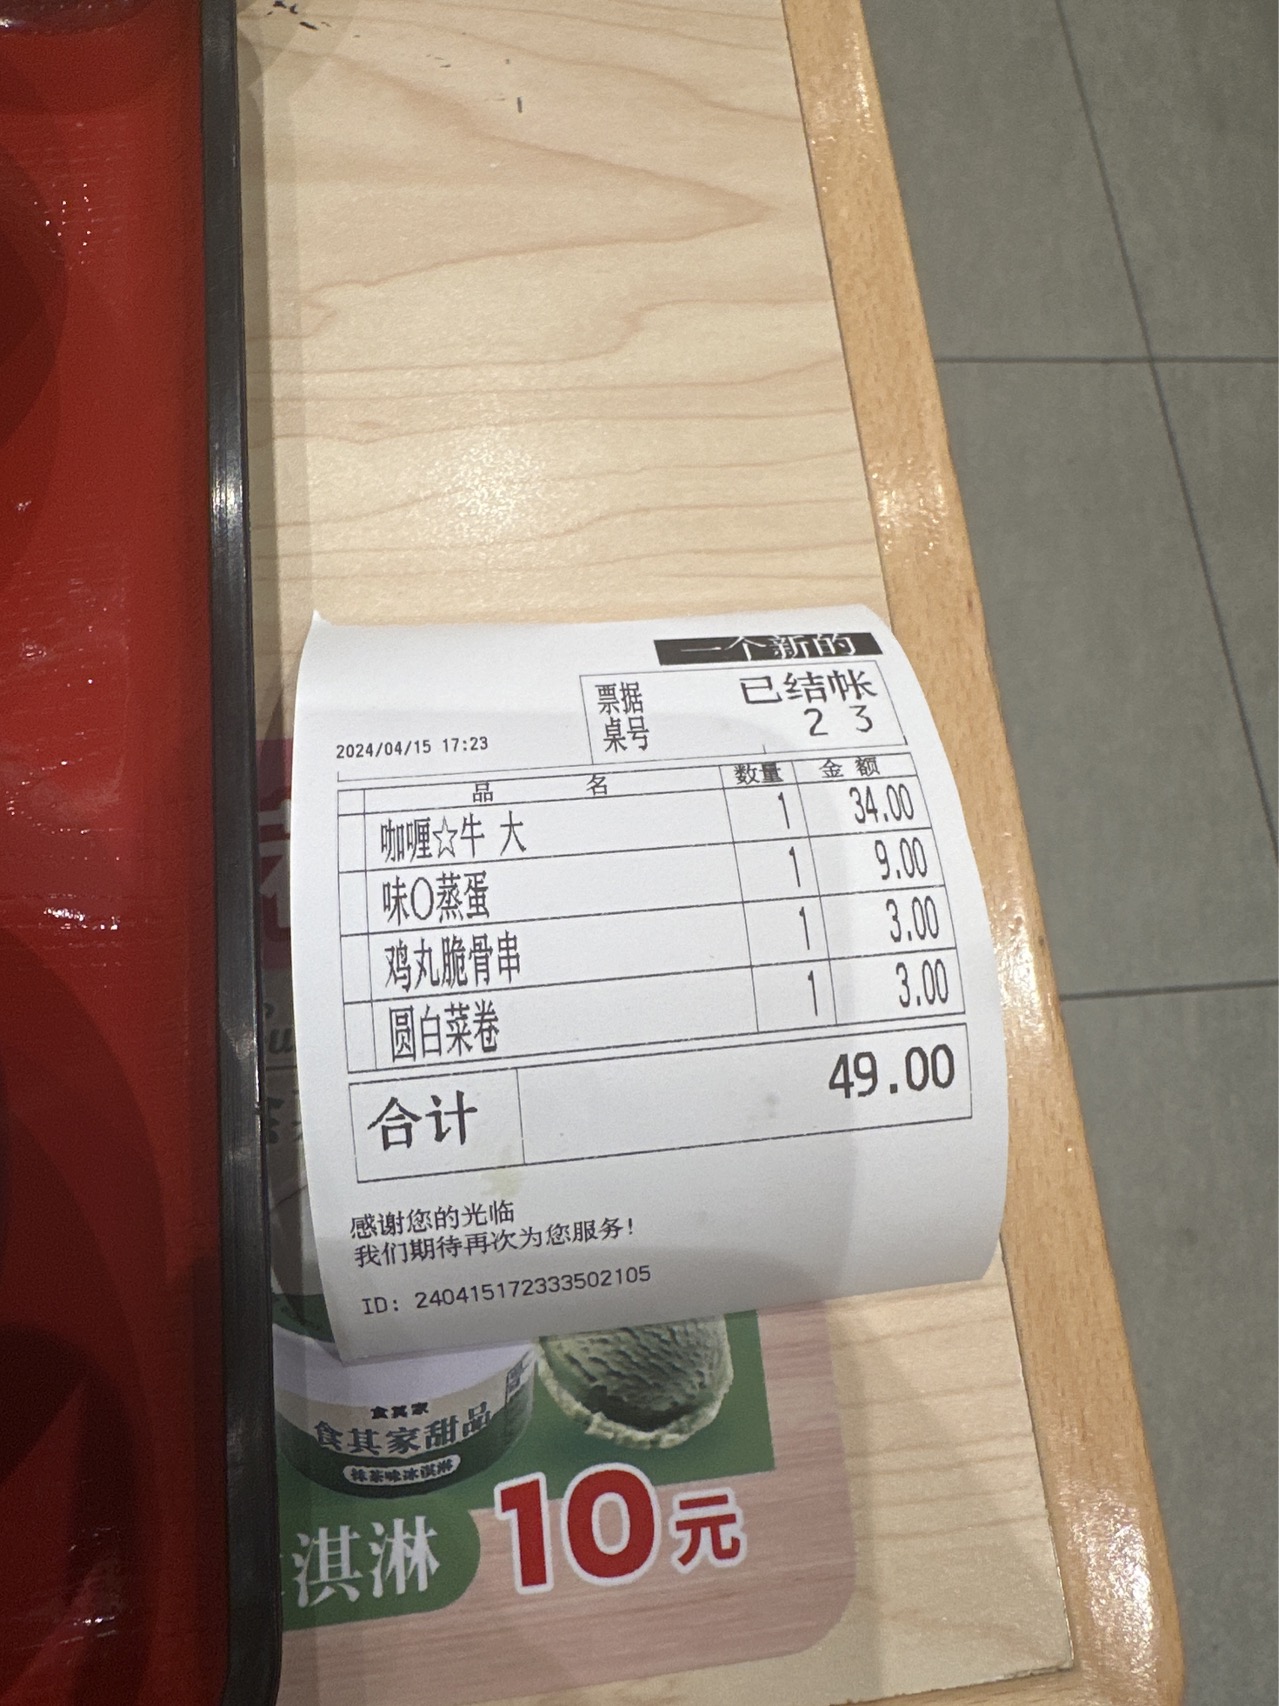 一个新的
票据 已结帐
桌号 2 3
2024/04/15 17:23
品 名 数量 金 额
咖喱☆牛 大 1 34.00
味〇蒸蛋 1 9.00
鸡丸脆骨串 1 3.00
圆白菜卷 1 3.00
合计 49.00
感谢您的光临
我们期待再次为您服务!
ID: 240415172333502105
食其家
食其家甜品
抹茶味冰淇淋
淇淋 10元